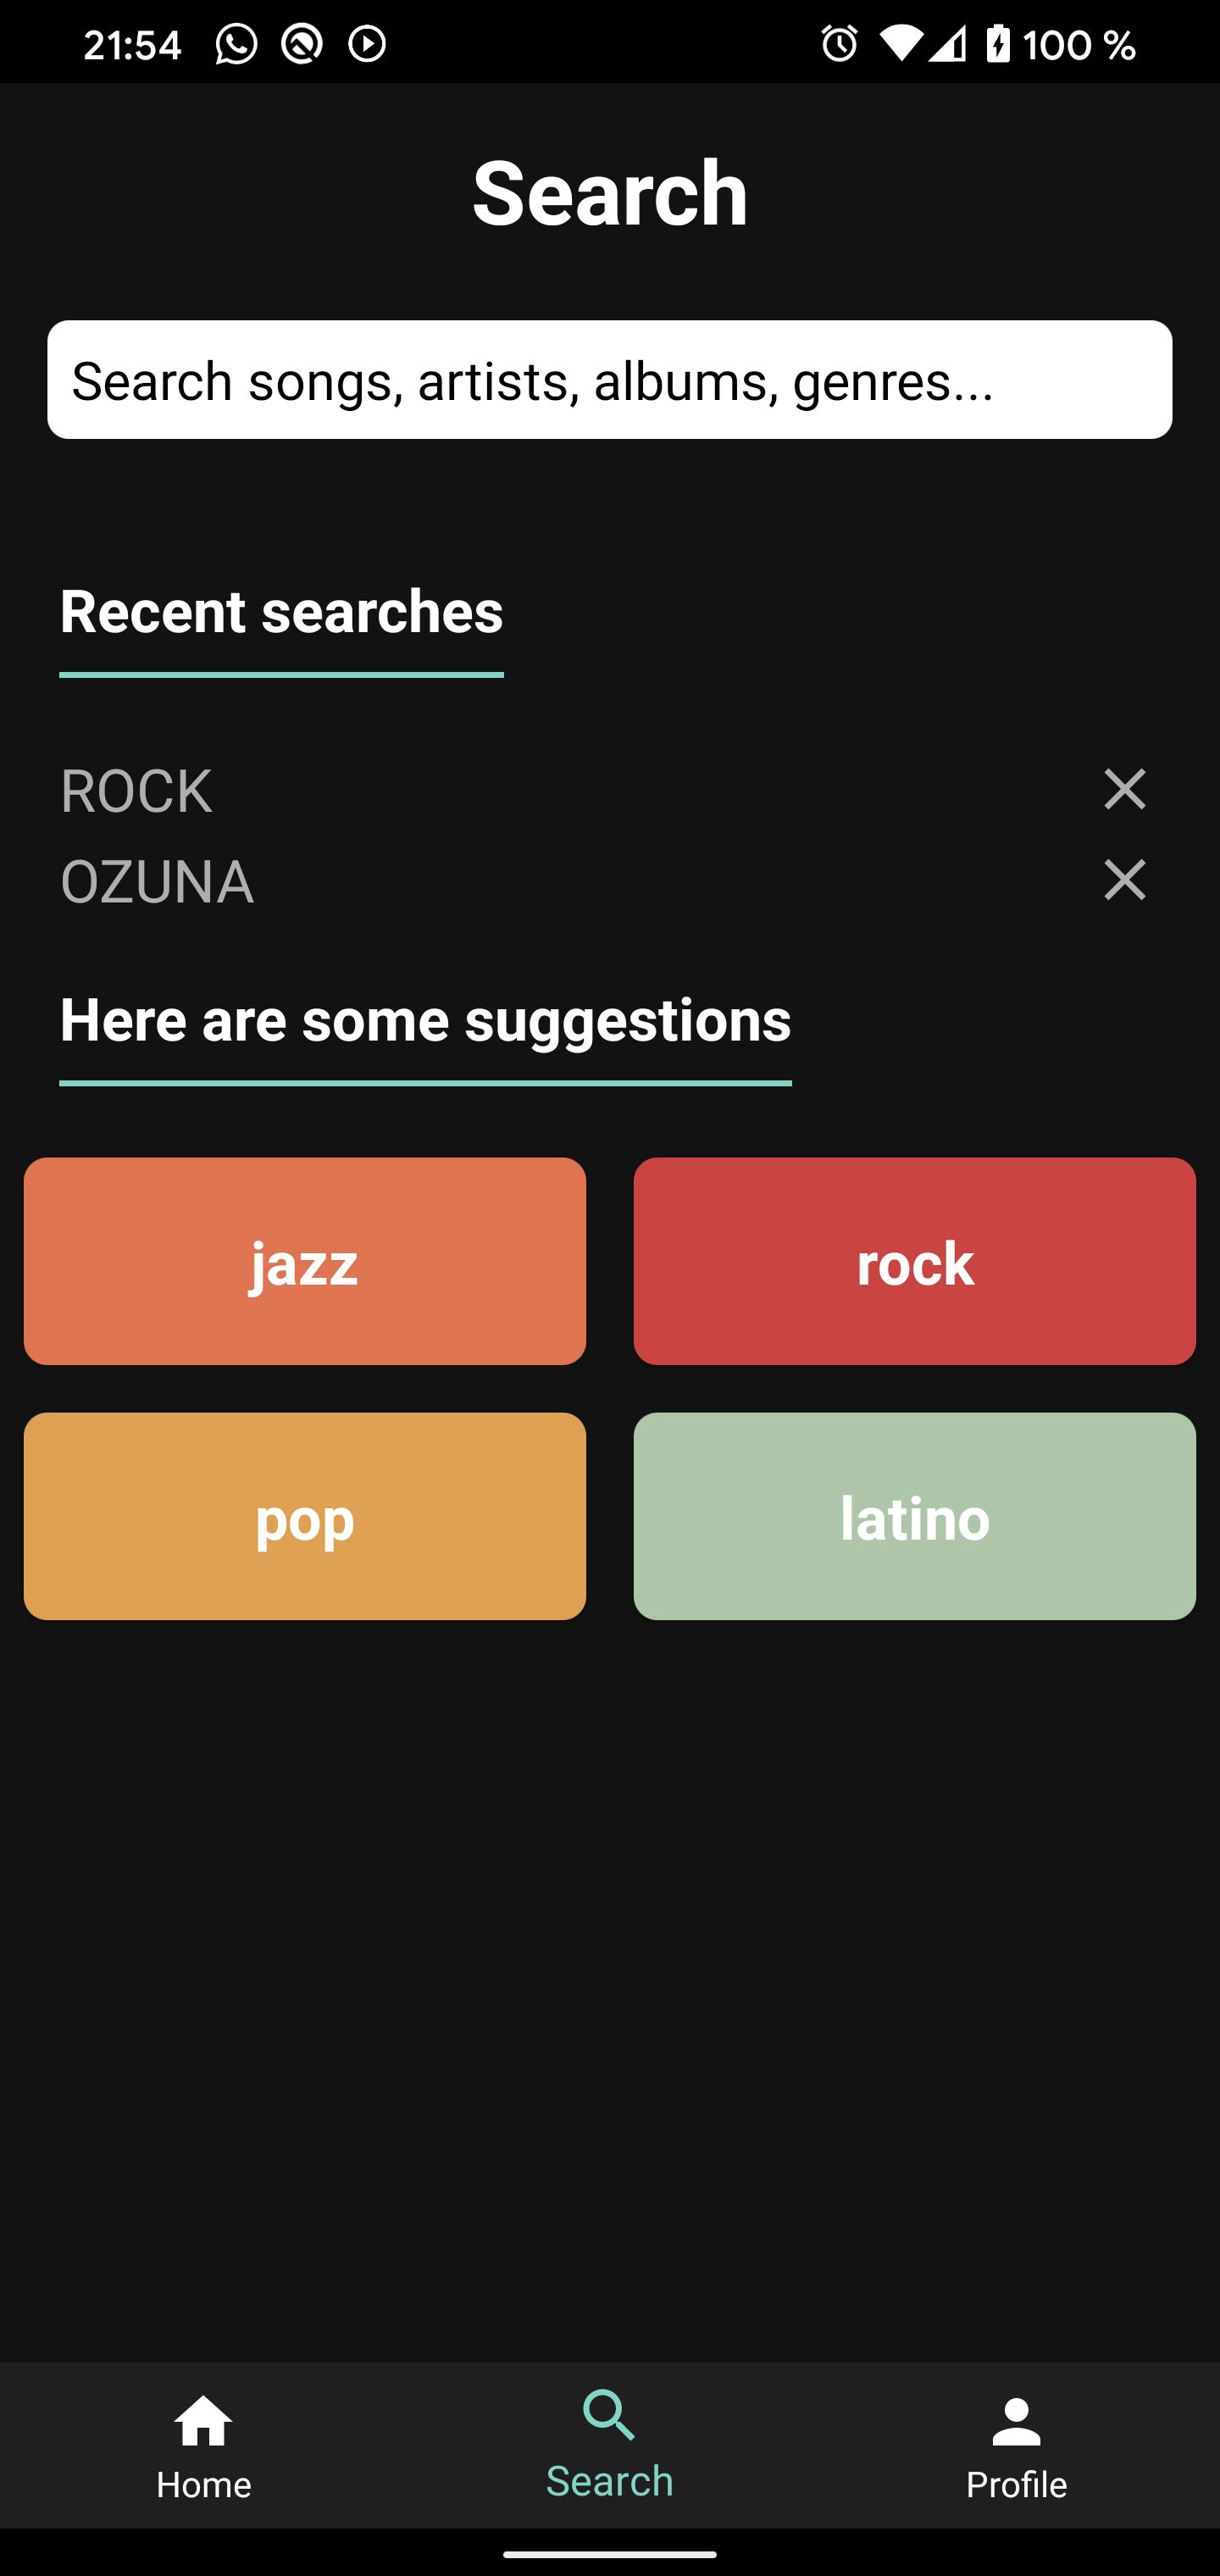 21:54 100 %
Search
Search songs, artists, albums, genres...
Recent searches
ROCK
OZUNA
Here are some suggestions
jazz
rock
pop
latino
Home
Search
Profile